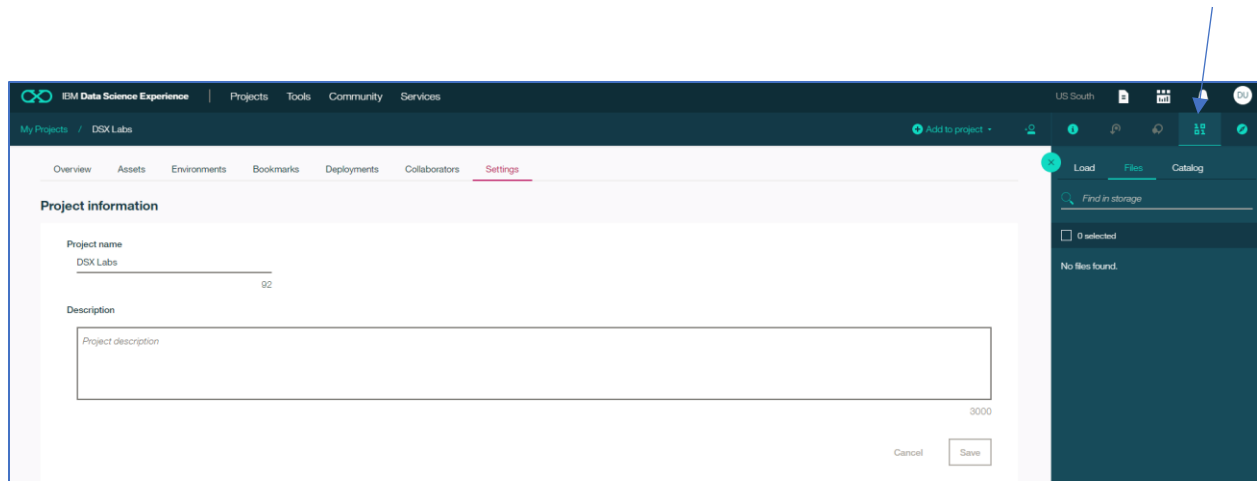 IBM Data Science Experience | Projects Tools Community Services US South DU
My Projects / DSX Labs Add to project
Overview Assets Environments Bookmarks Deployments Collaborators Settings
Load Files Catalog
Project information
Find in storage
Project name
0 selected
DSX Labs
No files found.
92
Description
Project description
3000
Cancel Save